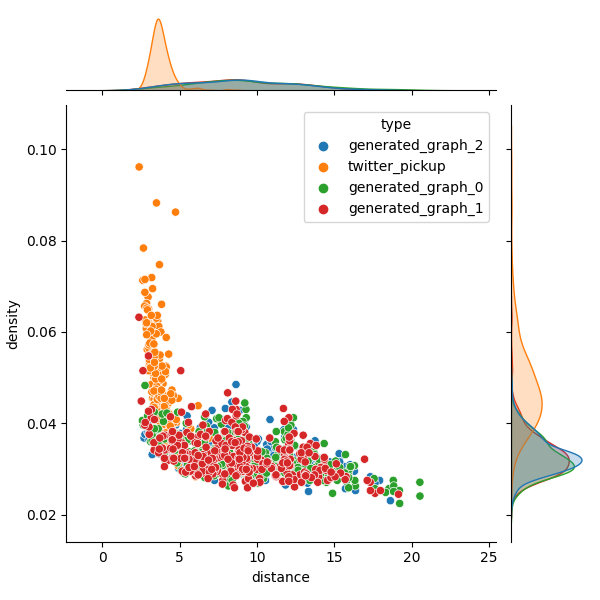 type
generated_graph_2
twitter_pickup
generated_graph_0
generated_graph_1
0.10
0.08
0.06
0.04
0.02
density
0 5 10 15 20 25
distance